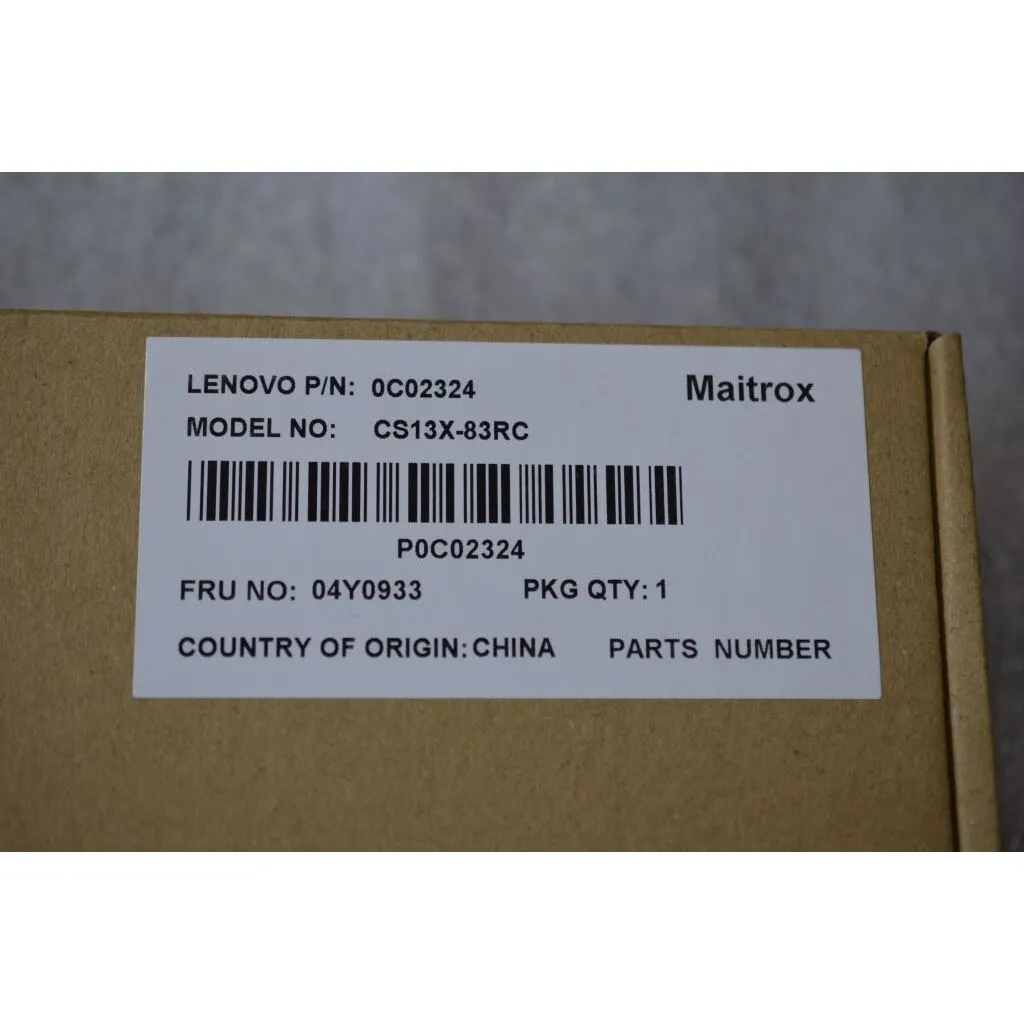 LENOVO P/N: 0C02324 Maitrox
MODEL NO: CS13X-83RC
P0C02324
FRU NO: 04Y0933 PKG QTY: 1
COUNTRY OF ORIGIN: CHINA PARTS NUMBER